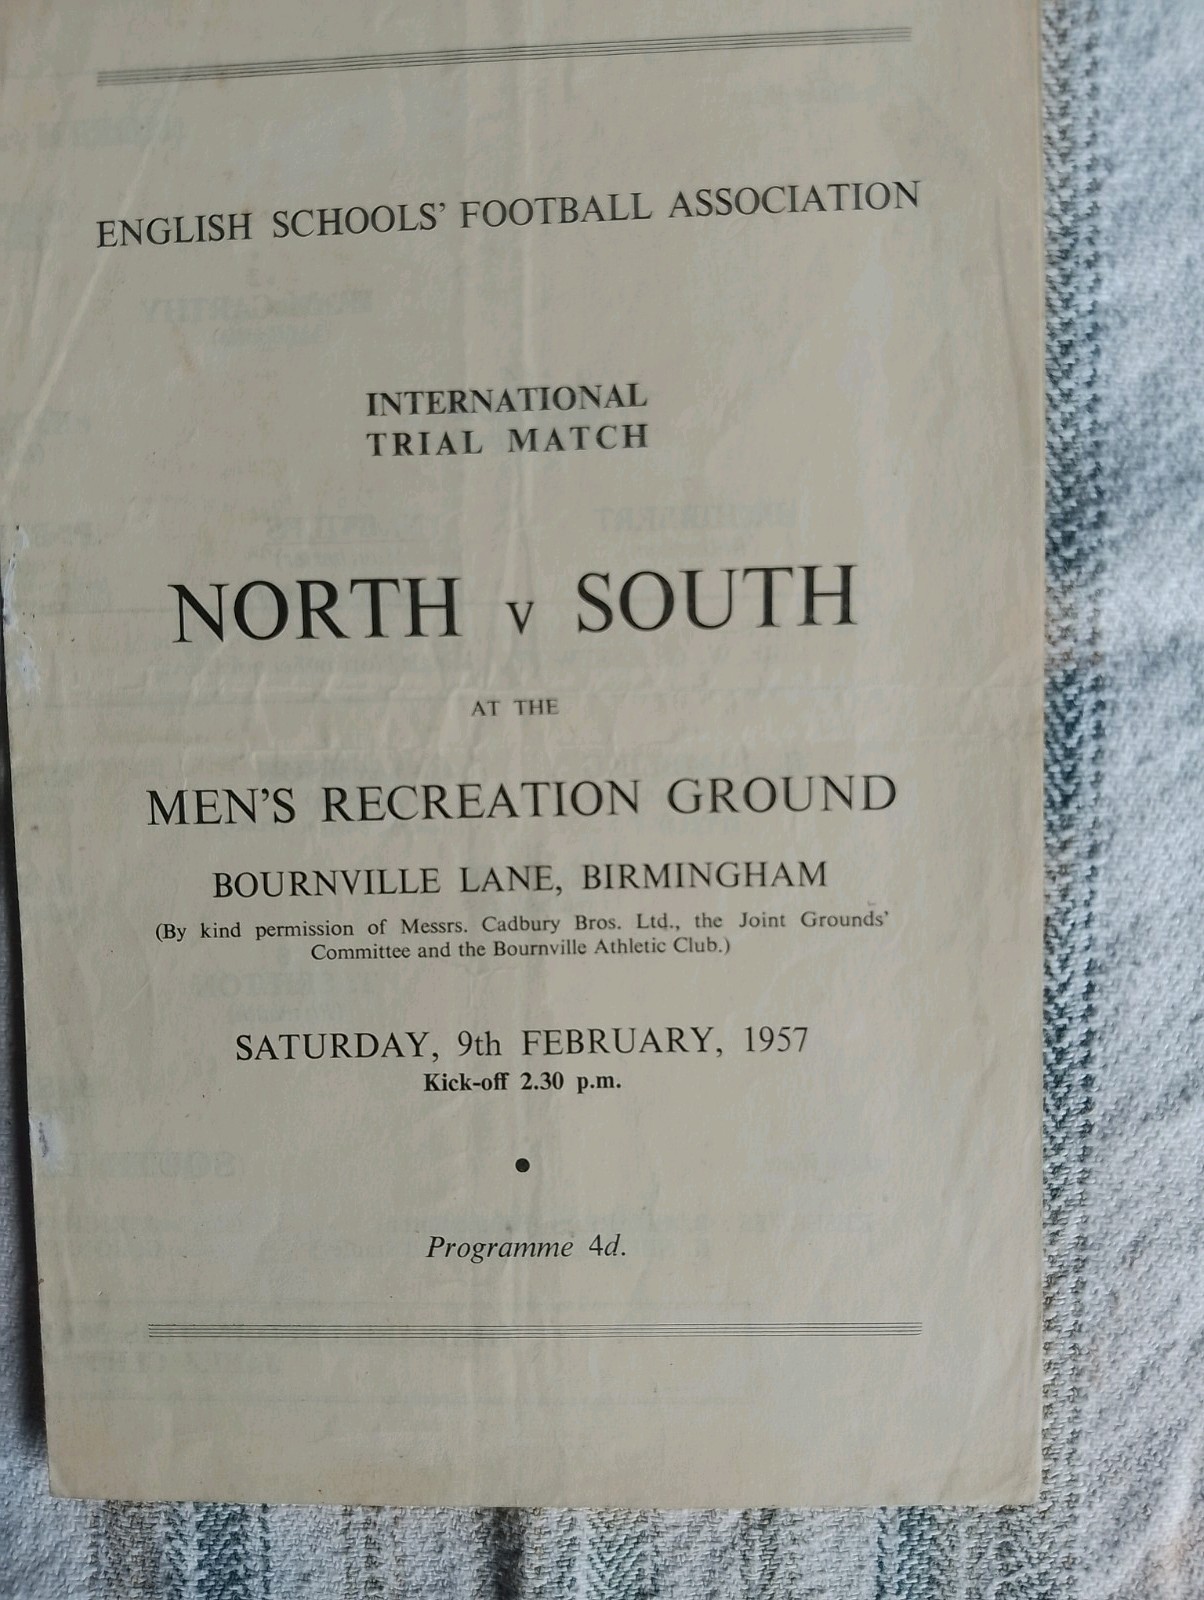 ENGLISH SCHOOLS' FOOTBALL ASSOCIATION
INTERNATIONAL
TRIAL MATCH
NORTH v SOUTH
AT THE
MEN'S RECREATION GROUND
BOURNVILLE LANE, BIRMINGHAM
(By kind permission of Messrs. Cadbury Bros. Ltd., the Joint Grounds'
Committee and the Bournville Athletic Club.)
SATURDAY, 9th FEBRUARY, 1957
Kick-off 2.30 p.m.
Programme 4d.